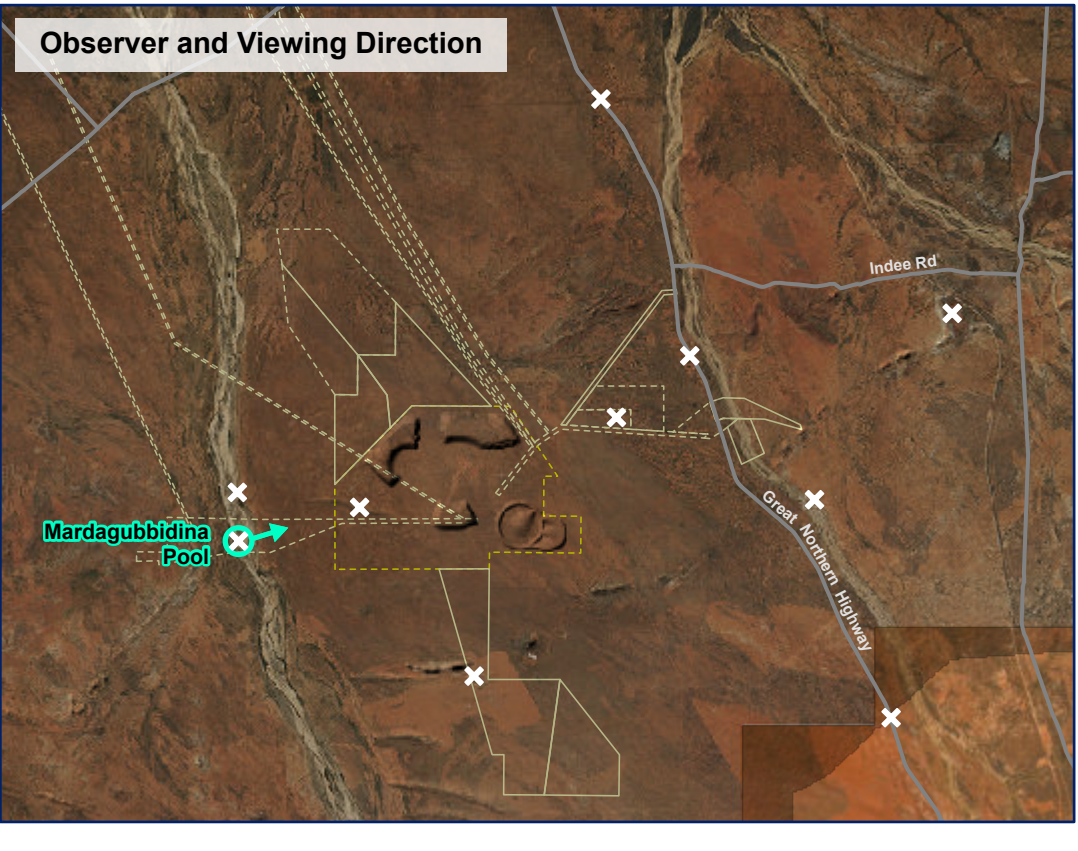 Observer and Viewing Direction
Indee Rd
Great Northern Highway
Mardagubbidina
Pool